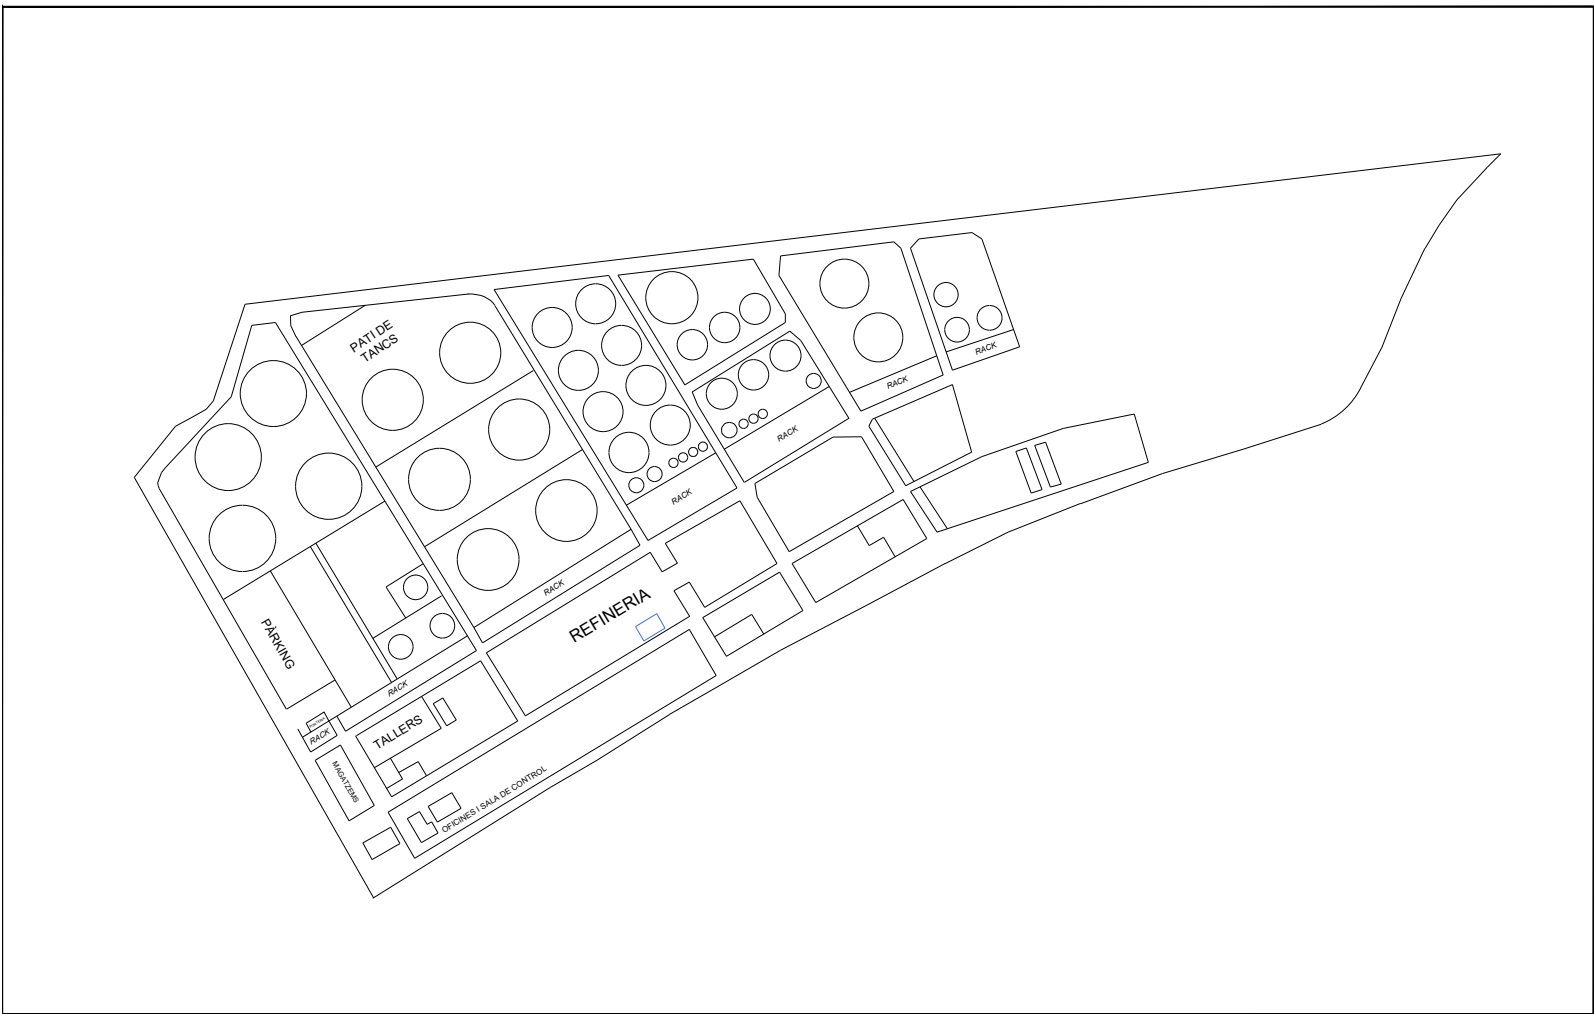 PATI DE
TANCS
RACK
RACK
RACK
RACK
RACK
REFINERIA
PÀRKING
RACK
RACK
TALLERS
MAGATZEMS
OFICINES I SALA DE CONTROL